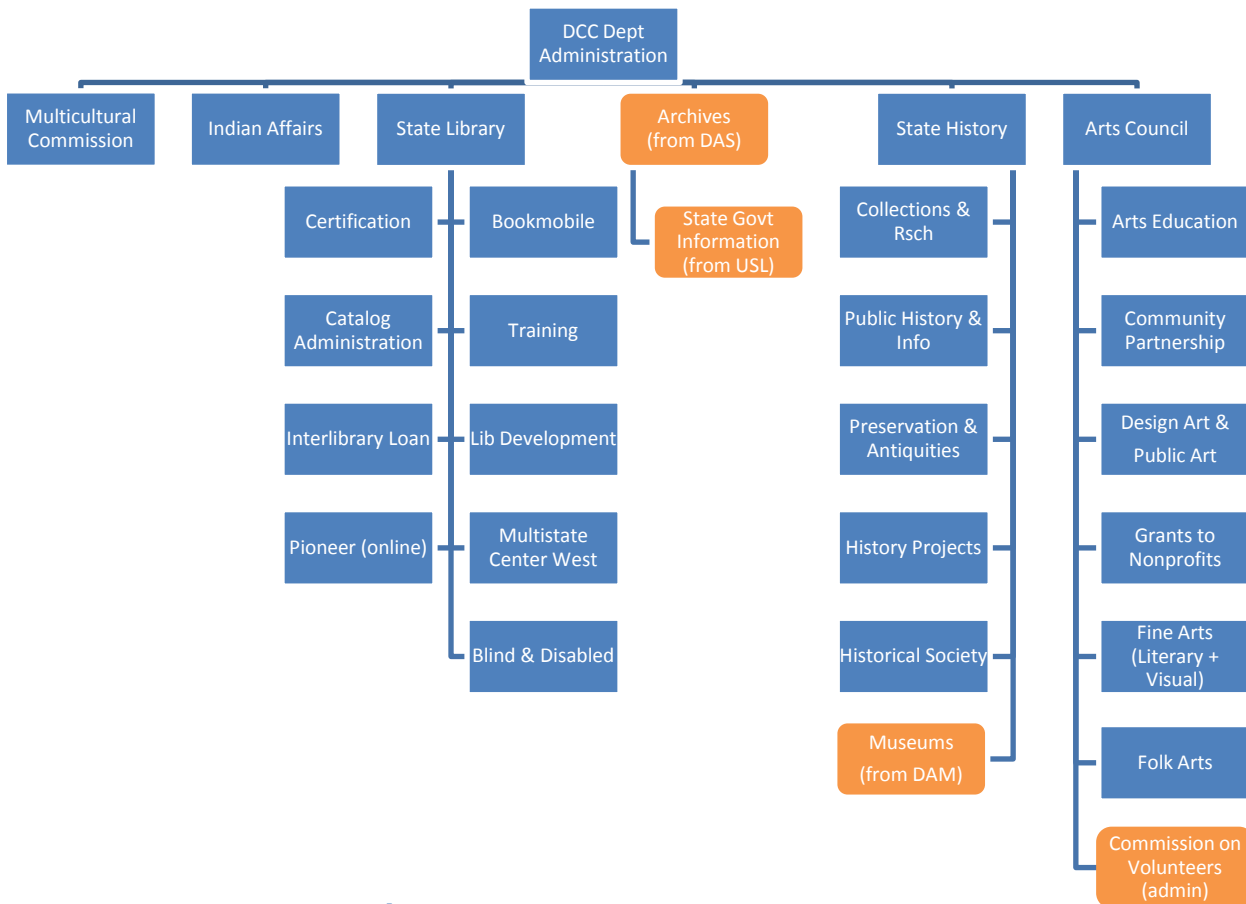 DCC Dept
Administration
Multicultural
Commission
Indian Affairs
State Library
Archives
(from DAS)
State History
Arts Council
Certification
Bookmobile
State Govt
Information
(from USL)
Collections &
Rsch
Arts Education
Catalog
Administration
Training
Public History &
Info
Community
Partnership
Interlibrary Loan
Lib Development
Preservation &
Antiquities
Design Art &
Public Art
Pioneer (online)
Multistate
Center West
History Projects
Grants to
Nonprofits
Blind & Disabled
Historical Society
Fine Arts
(Literary +
Visual)
Museums
(from DAM)
Folk Arts
Commission on
Volunteers
(admin)